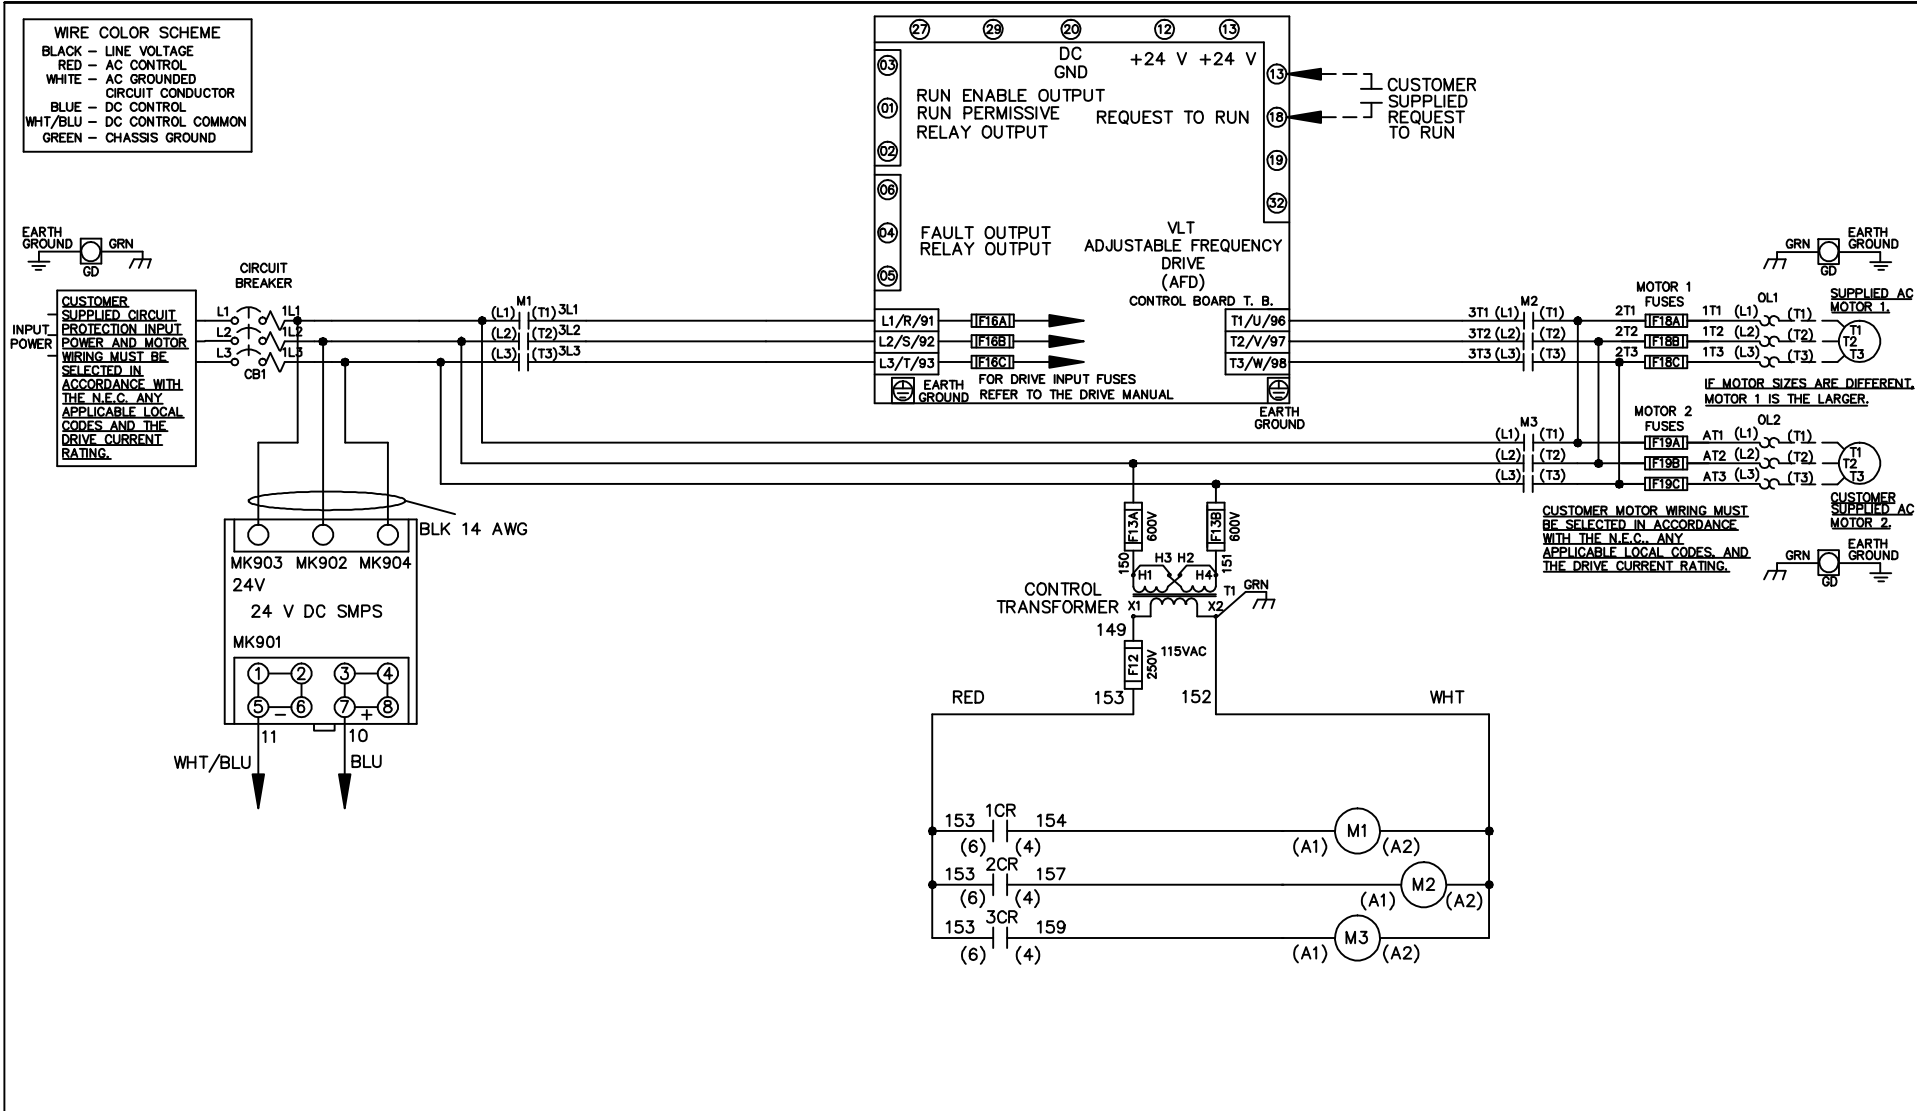 WIRE COLOR SCHEME
BLACK – LINE VOLTAGE
RED – AC CONTROL
WHITE – AC GROUNDED
CIRCUIT CONDUCTOR
BLUE – DC CONTROL
WHT/BLU – DC CONTROL COMMON
GREEN – CHASSIS GROUND
27 29 20 12 13
DC
GND
+24 V +24 V
03
01
02
RUN ENABLE OUTPUT
RUN PERMISSIVE
RELAY OUTPUT
REQUEST TO RUN
13
18
19
32
CUSTOMER
SUPPLIED
REQUEST
TO RUN
06
04
05
FAULT OUTPUT
RELAY OUTPUT
VLT
ADJUSTABLE FREQUENCY
DRIVE
(AFD)
CONTROL BOARD T. B.
EARTH
GROUND
GRN
GD
CIRCUIT
BREAKER
INPUT
POWER
CUSTOMER
SUPPLIED CIRCUIT
PROTECTION INPUT
POWER AND MOTOR
WIRING MUST BE
SELECTED IN
ACCORDANCE WITH
THE N.E.C. ANY
APPLICABLE LOCAL
CODES AND THE
DRIVE CURRENT
RATING.
L1 1L1
L2 1L2
L3 1L3
CB1
M1
(L1) (T1) 3L1
(L2) (T2) 3L2
(L3) (T3) 3L3
L1/R/91 F16A
L2/S/92 F16B
L3/T/93 F16C
EARTH
GROUND
FOR DRIVE INPUT FUSES
REFER TO THE DRIVE MANUAL
T1/U/96
T2/V/97
T3/W/98
EARTH
GROUND
M2
3T1 (L1) (T1)
3T2 (L2) (T2)
3T3 (L3) (T3)
MOTOR 1
FUSES
2T1 F18A 1T1 (L1) OL1 (T1)
2T2 F18B 1T2 (L2) (T2)
2T3 F18C 1T3 (L3) (T3)
GRN
GD
EARTH
GROUND
SUPPLIED AC
MOTOR 1.
T1
T2
T3
IF MOTOR SIZES ARE DIFFERENT,
MOTOR 1 IS THE LARGER.
M3
(L1) (T1)
(L2) (T2)
(L3) (T3)
MOTOR 2
FUSES
F19A AT1 (L1) OL2 (T1)
F19B AT2 (L2) (T2)
F19C AT3 (L3) (T3)
T1
T2
T3
CUSTOMER
SUPPLIED AC
MOTOR 2.
CUSTOMER MOTOR WIRING MUST
BE SELECTED IN ACCORDANCE
WITH THE N.E.C., ANY
APPLICABLE LOCAL CODES, AND
THE DRIVE CURRENT RATING.
GRN
GD
EARTH
GROUND
BLK 14 AWG
MK903 MK902 MK904
24V
24 V DC SMPS
MK901
1 2 3 4
5 – 6 7 + 8
11 10
WHT/BLU BLU
F13A
600V
F13B
600V
150
151
H3 H2
H1 H4
CONTROL
TRANSFORMER
X1 X2
T1 GRN
149
F12
250V
115VAC
RED 153 152 WHT
153 1CR 154
(6) (4) (A1) M1 (A2)
153 2CR 157
(6) (4) (A1) M2 (A2)
153 3CR 159
(6) (4) (A1) M3 (A2)